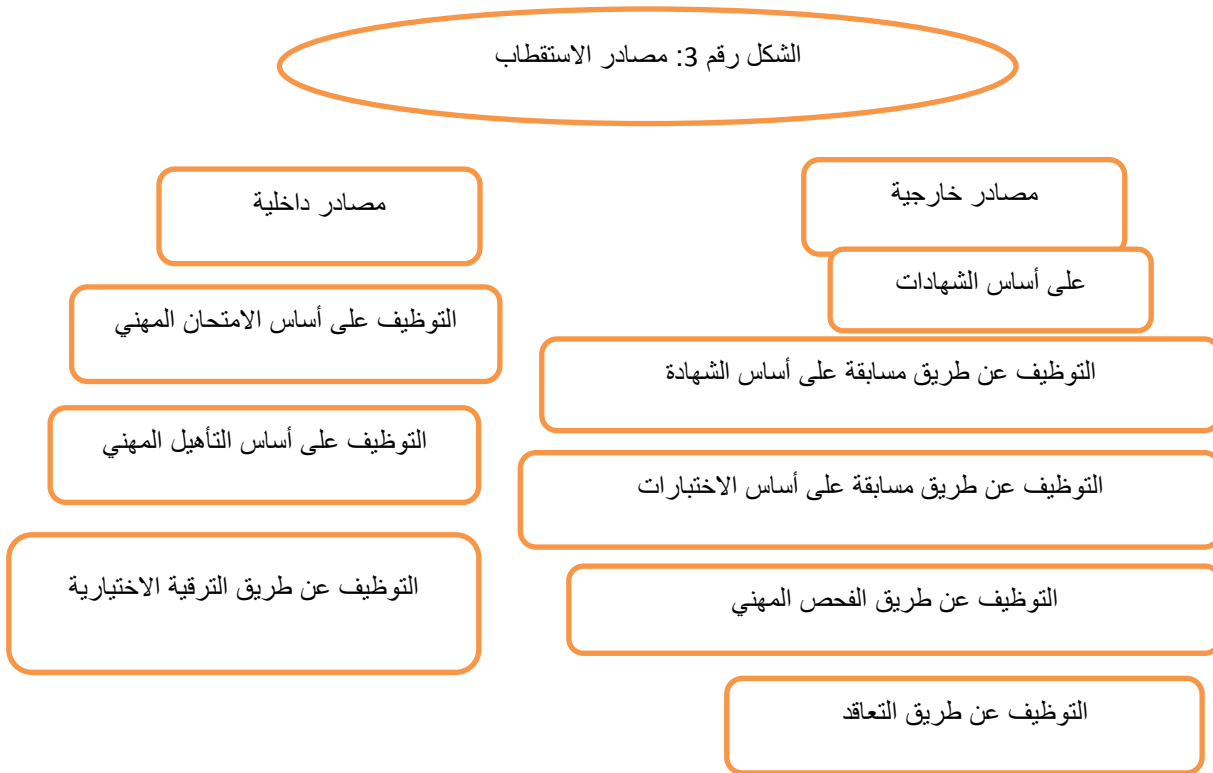 الشكل رقم 3: مصادر الاستقطاب
مصادر خارجية
على أساس الشهادات
التوظيف عن طريق مسابقة على أساس الشهادة
التوظيف عن طريق مسابقة على أساس الاختبارات
التوظيف عن طريق الفحص المهني
التوظيف عن طريق التعاقد
مصادر داخلية
التوظيف على أساس الامتحان المهني
التوظيف على أساس التأهيل المهني
التوظيف عن طريق الترقية الاختيارية